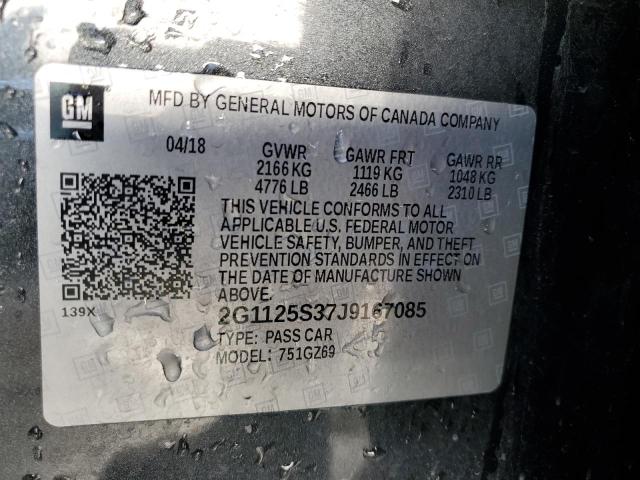 GM
MFD BY GENERAL MOTORS OF CANADA COMPANY
04/18 GVWR GAWR FRT GAWR RR
2166 KG 1119 KG 1048 KG
4776 LB 2466 LB 2310 LB
THIS VEHICLE CONFORMS TO ALL
APPLICABLE U.S. FEDERAL MOTOR
VEHICLE SAFETY, BUMPER, AND THEFT
PREVENTION STANDARDS IN EFFECT ON
THE DATE OF MANUFACTURE SHOWN
ABOVE.
139X
2G1125S37J9167085
TYPE: PASS CAR
MODEL: 751GZ69